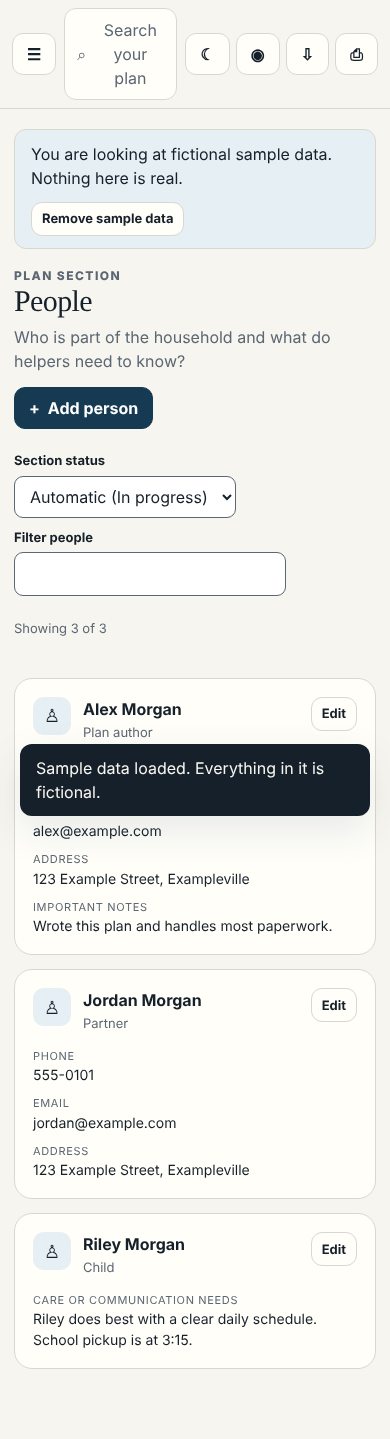 Search
your
plan
You are looking at fictional sample data.
Nothing here is real.
Remove sample data
PLAN SECTION
People
Who is part of the household and what do
helpers need to know?
+ Add person
Section status
Automatic (In progress)
Filter people
Showing 3 of 3
Alex Morgan
Edit
Plan author
Sample data loaded. Everything in it is
fictional.
alex@example.com
ADDRESS
123 Example Street, Exampleville
IMPORTANT NOTES
Wrote this plan and handles most paperwork.
Jordan Morgan
Edit
Partner
PHONE
555-0101
EMAIL
jordan@example.com
ADDRESS
123 Example Street, Exampleville
Riley Morgan
Edit
Child
CARE OR COMMUNICATION NEEDS
Riley does best with a clear daily schedule.
School pickup is at 3:15.